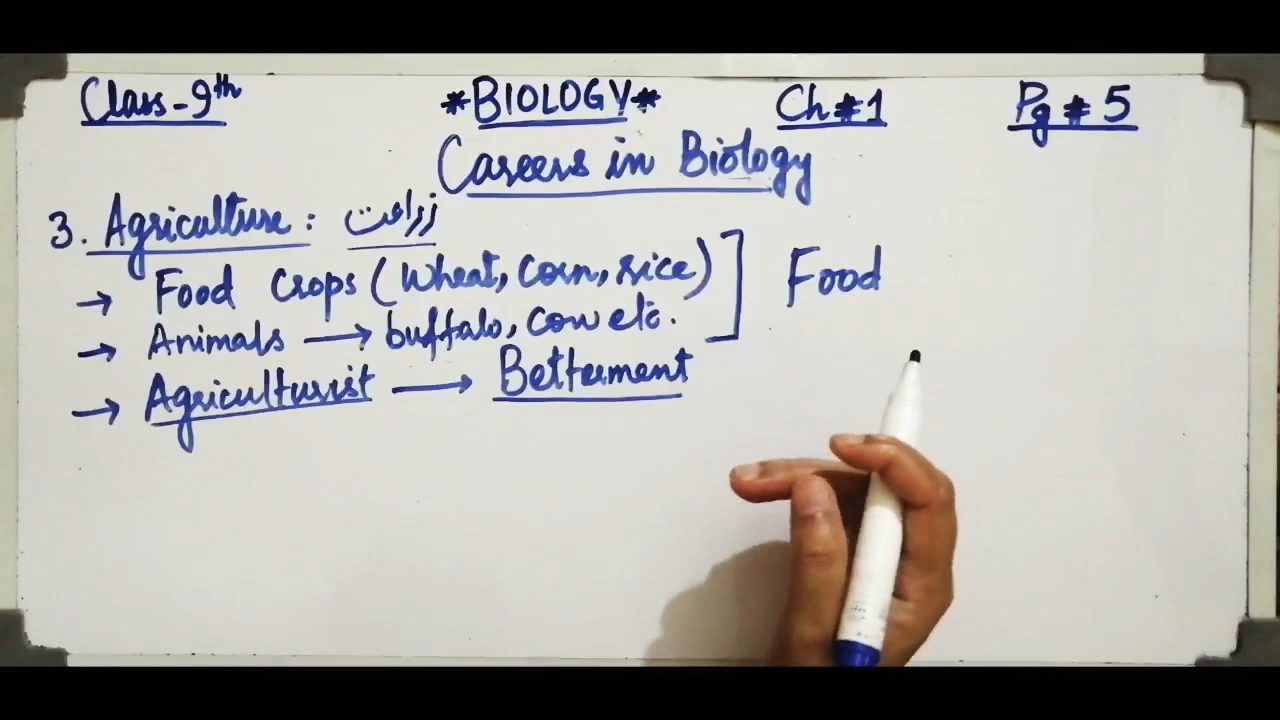 Class-9th *BIOLOGY* Ch #1 Pg # 5
Careers in Biology
3. Agriculture: زراعت
→ Food Crops (Wheat, Corn, rice) ] Food
→ Animals → buffalo, Cow etc.
→ Agriculturist → Betterment